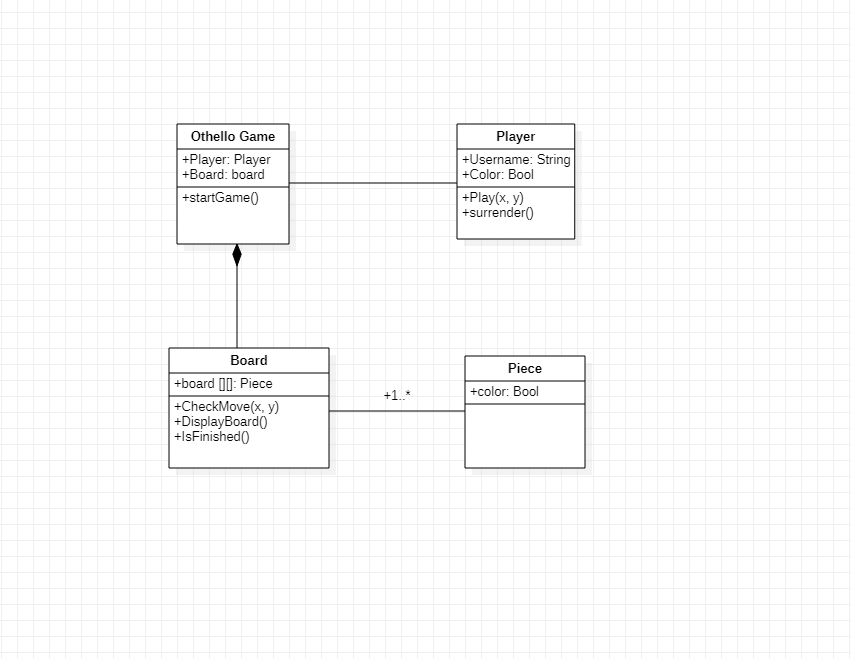 Othello Game
+Player: Player
+Board: board
+startGame()
Player
+Username: String
+Color: Bool
+Play(x, y)
+surrender()
Board
+board [][]: Piece
+CheckMove(x, y)
+DisplayBoard()
+IsFinished()
+1..*
Piece
+color: Bool